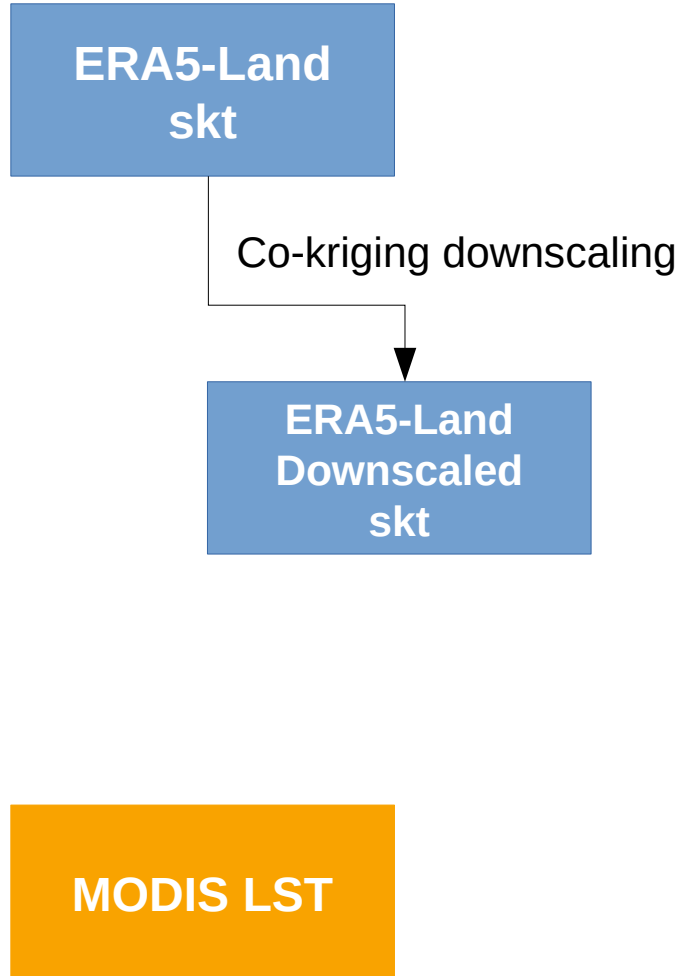 ERA5-Land
skt
Co-kriging downscaling
ERA5-Land
Downscaled
skt
MODIS LST